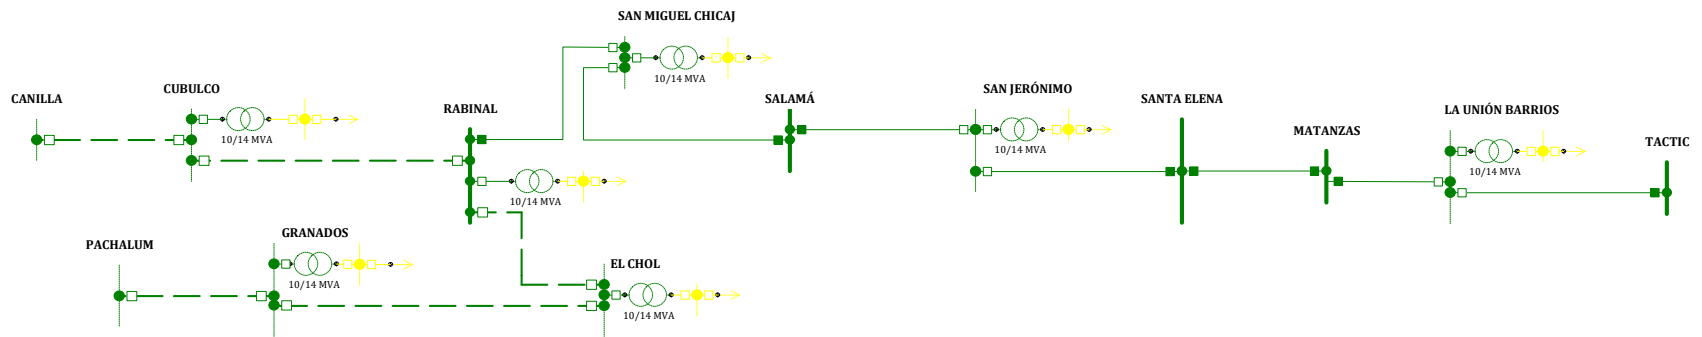 SAN MIGUEL CHICAJ
10/14 MVA
CANILLA
CUBULCO
10/14 MVA
RABINAL
10/14 MVA
SALAMÁ
SAN JERÓNIMO
10/14 MVA
SANTA ELENA
MATANZAS
LA UNIÓN BARRIOS
10/14 MVA
TACTIC
PACHALUM
GRANADOS
10/14 MVA
EL CHOL
10/14 MVA